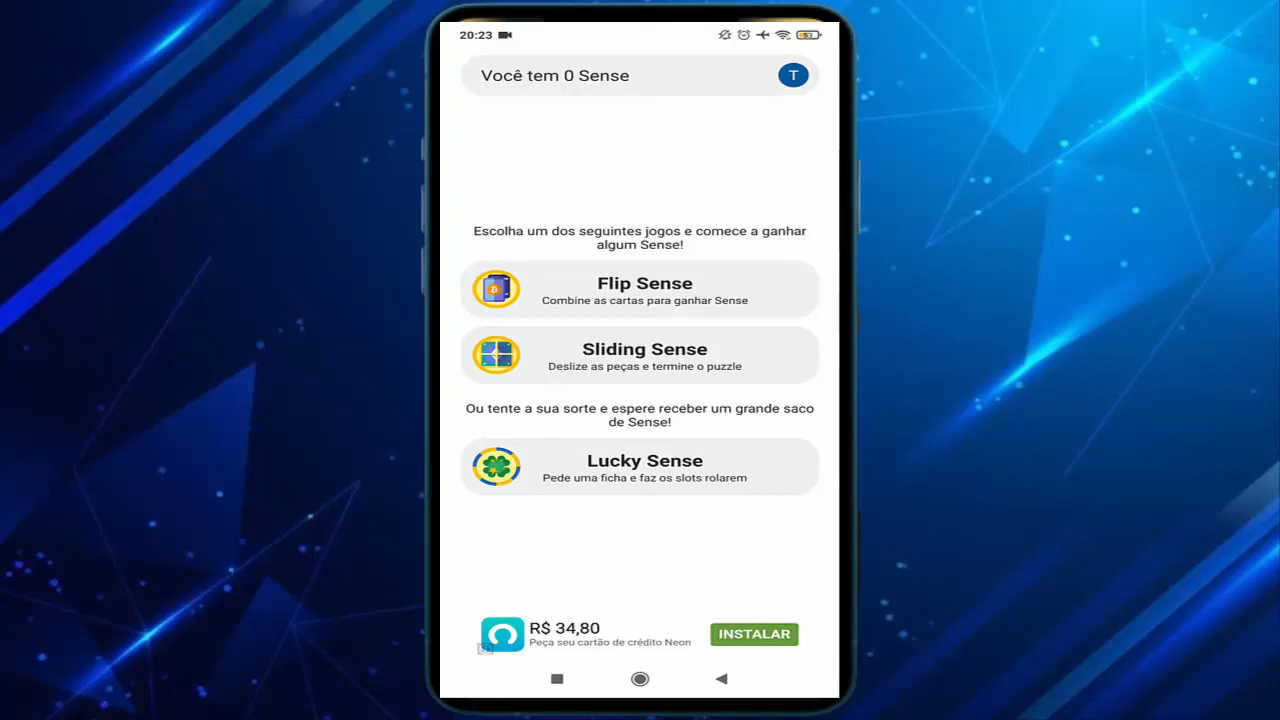 20:23
Você tem 0 Sense
T
Escolha um dos seguintes jogos e comece a ganhar
algum Sense!
Flip Sense
Combine as cartas para ganhar Sense
Sliding Sense
Deslize as peças e termine o puzzle
Ou tente a sua sorte e espere receber um grande saco
de Sense!
Lucky Sense
Pede uma ficha e faz os slots rolarem
R$ 34,80
Peça seu cartão de crédito Neon
INSTALAR